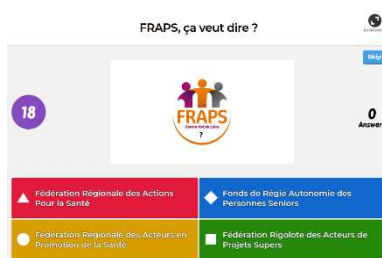 FRAPS, ça veut dire ?
Skip
18
FRAPS
Centre-Val de Loire
?
0
Answers
Fédération Régionale des Actions
Pour la Santé
Fonds de Régie Autonomie des
Personnes Seniors
Fédération Régionale des Acteurs en
Promotion de la Santé
Fédération Rigolote des Acteurs de
Projets Supers